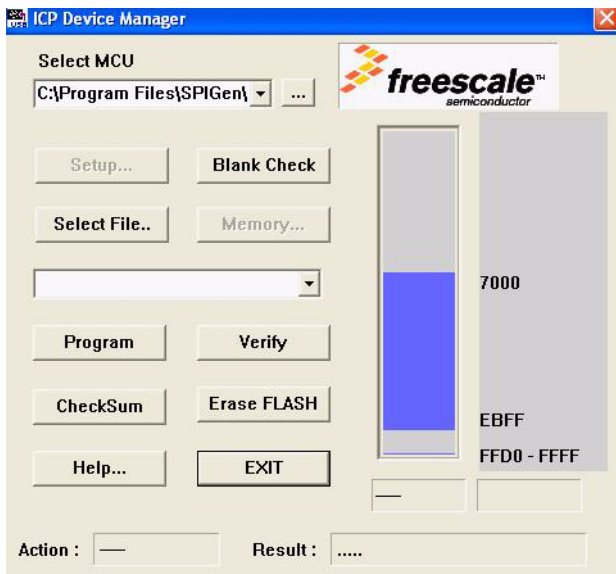 ICP Device Manager
Select MCU
C:\Program Files\SPIGen\
...
freescale™
semiconductor
Setup...
Blank Check
Select File..
Memory...
7000
Program
Verify
CheckSum
Erase FLASH
EBFF
FFD0 - FFFF
Help...
EXIT
Action :
Result : .....